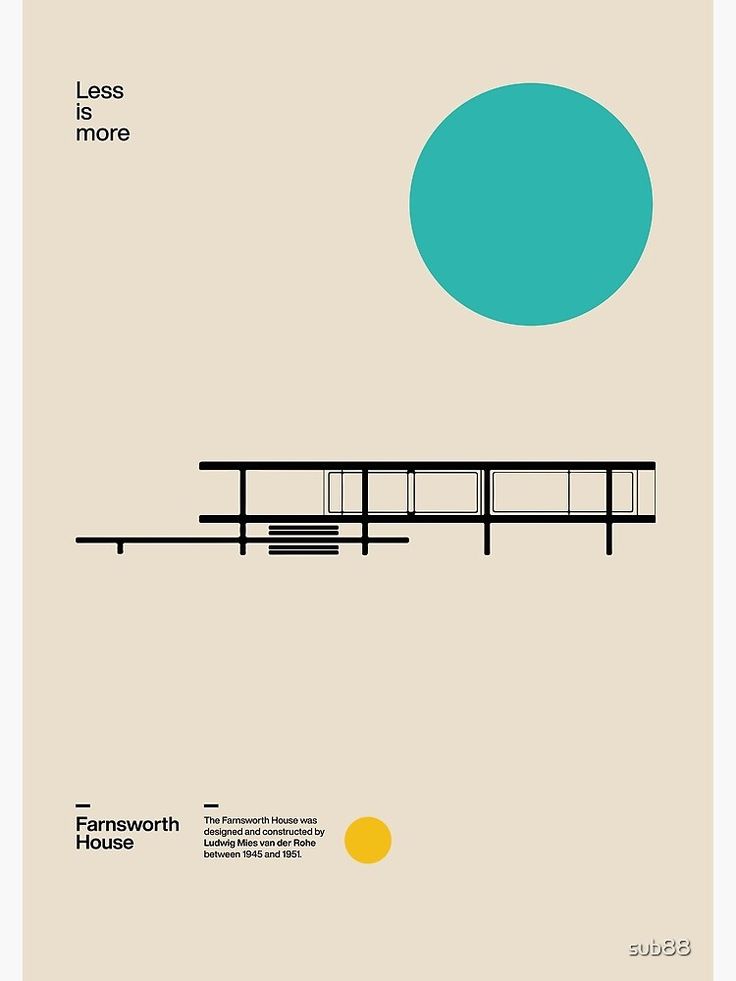 Less
is
more
Farnsworth
House
The Farnsworth House was
designed and constructed by
Ludwig Mies van der Rohe
between 1945 and 1951.
sub88